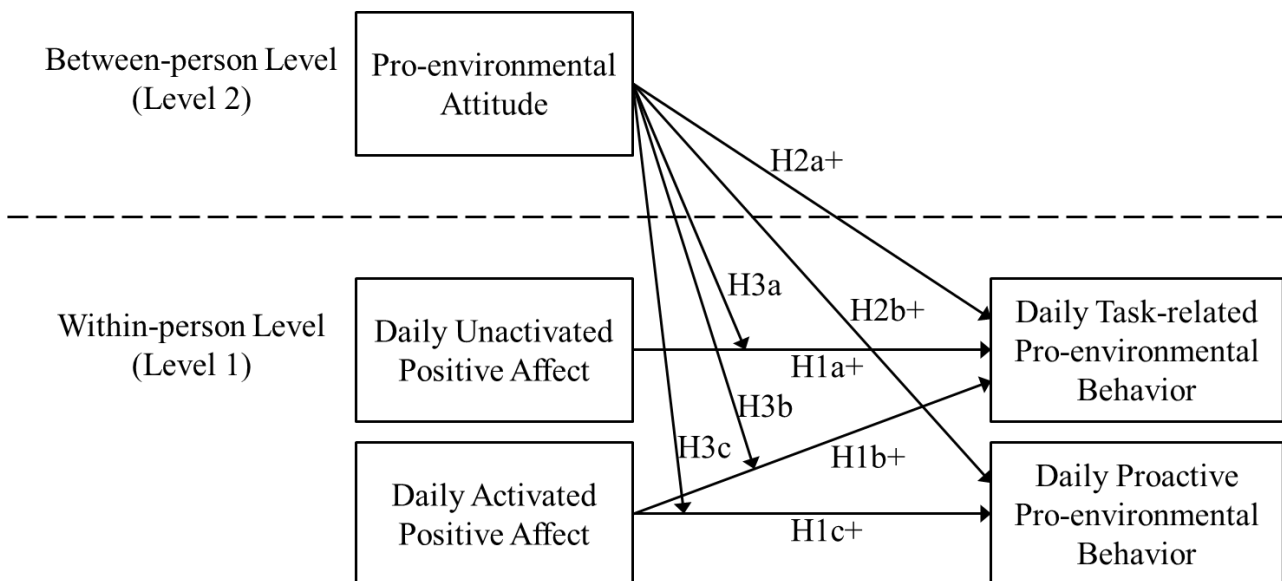 Between-person Level
(Level 2)
Pro-environmental
Attitude
H2a+
Within-person Level
(Level 1)
Daily Unactivated
Positive Affect
H3a
H2b+
H1a+
Daily Task-related
Pro-environmental
Behavior
H3b
H3c
H1b+
Daily Activated
Positive Affect
H1c+
Daily Proactive
Pro-environmental
Behavior